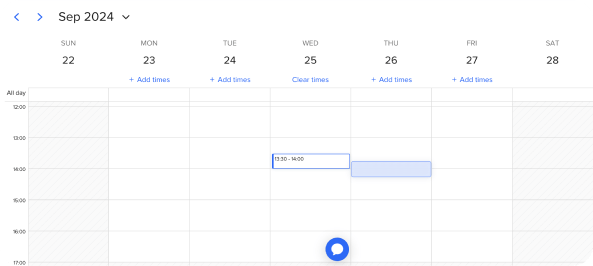 Sep 2024
SUN MON TUE WED THU FRI SAT
22 23 24 25 26 27 28
+ Add times + Add times Clear times + Add times + Add times
All day
12:00
13:00
13:30 - 14:00
14:00
15:00
16:00
17:00